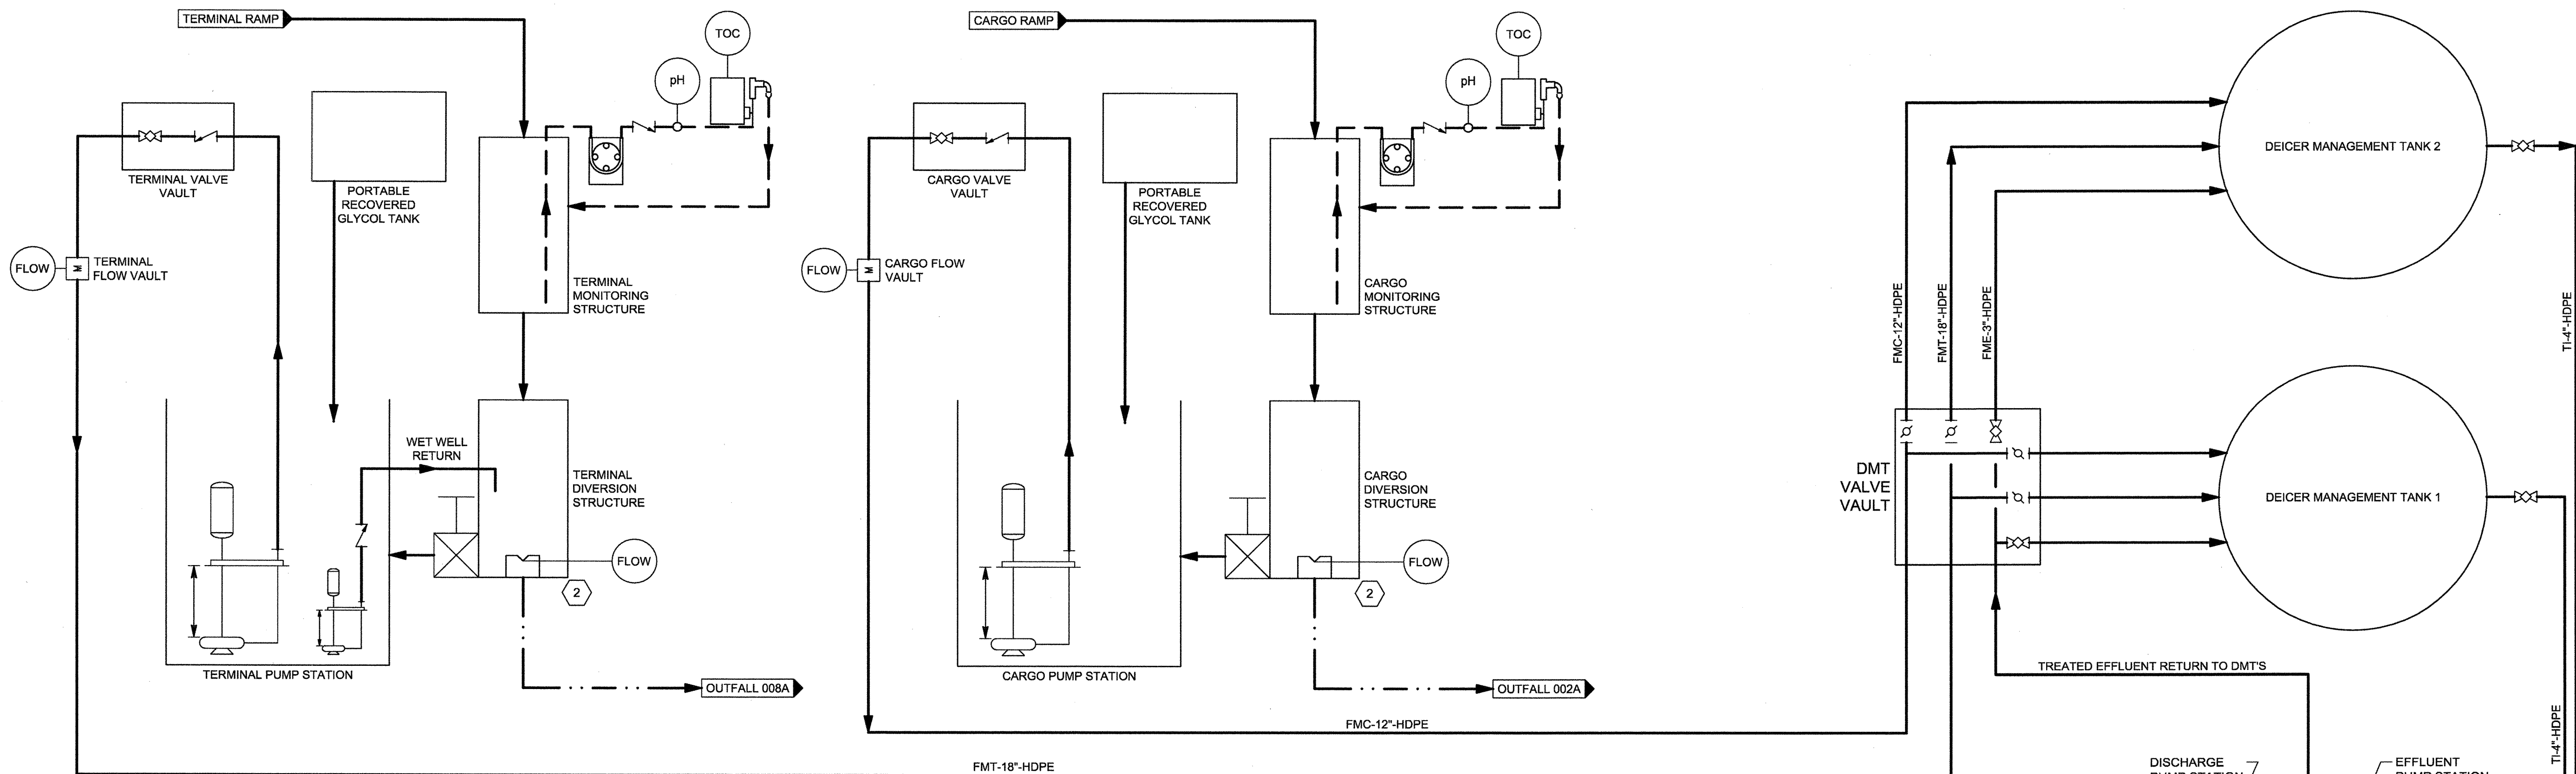 TERMINAL RAMP
TOC
pH
TERMINAL VALVE
VAULT
PORTABLE
RECOVERED
GLYCOL TANK
FLOW
M
TERMINAL
FLOW VAULT
TERMINAL
MONITORING
STRUCTURE
WET WELL
RETURN
TERMINAL
DIVERSION
STRUCTURE
FLOW
2
TERMINAL PUMP STATION
OUTFALL 008A
CARGO RAMP
TOC
pH
CARGO VALVE
VAULT
PORTABLE
RECOVERED
GLYCOL TANK
FLOW
M
CARGO FLOW
VAULT
CARGO
MONITORING
STRUCTURE
CARGO
DIVERSION
STRUCTURE
FLOW
2
CARGO PUMP STATION
OUTFALL 002A
FMC-12"-HDPE
FMT-18"-HDPE
DEICER MANAGEMENT TANK 2
FMC-12"-HDPE
FMT-18"-HDPE
FME-3"-HDPE
TI-4"-HDPE
DMT
VALVE
VAULT
DEICER MANAGEMENT TANK 1
TREATED EFFLUENT RETURN TO DMT'S
TI-4"-HDPE
DISCHARGE
PUMP STATION
EFFLUENT
PUMP STATION